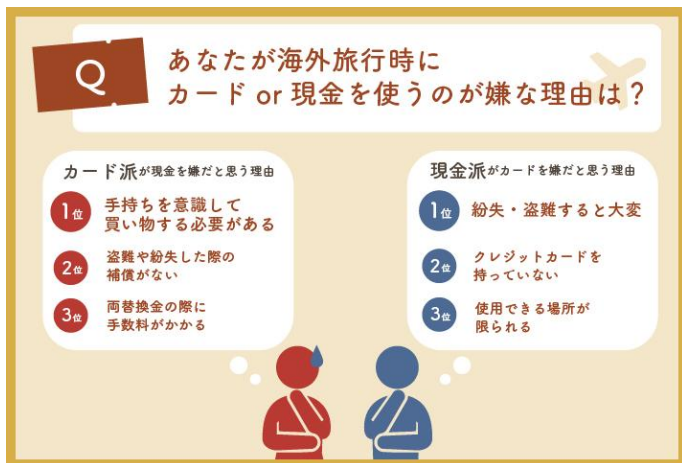 Q
あなたが海外旅行時に
カード or 現金を使うのが嫌な理由は？
カード派が現金を嫌だと思う理由
1位 手持ちを意識して
買い物する必要がある
2位 盗難や紛失した際の
補償がない
3位 両替換金の際に
手数料がかかる
現金派がカードを嫌だと思う理由
1位 紛失・盗難すると大変
2位 クレジットカードを
持っていない
3位 使用できる場所が
限られる